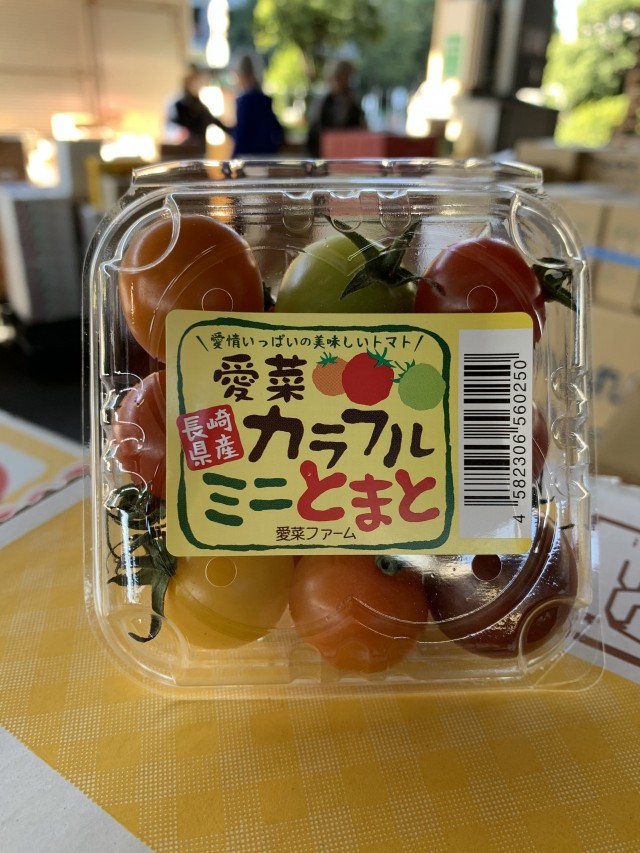 愛情いっぱいの美味しいトマト
愛菜
長崎県産
カラフル
ミニとまと
愛菜ファーム
4 582306 560250